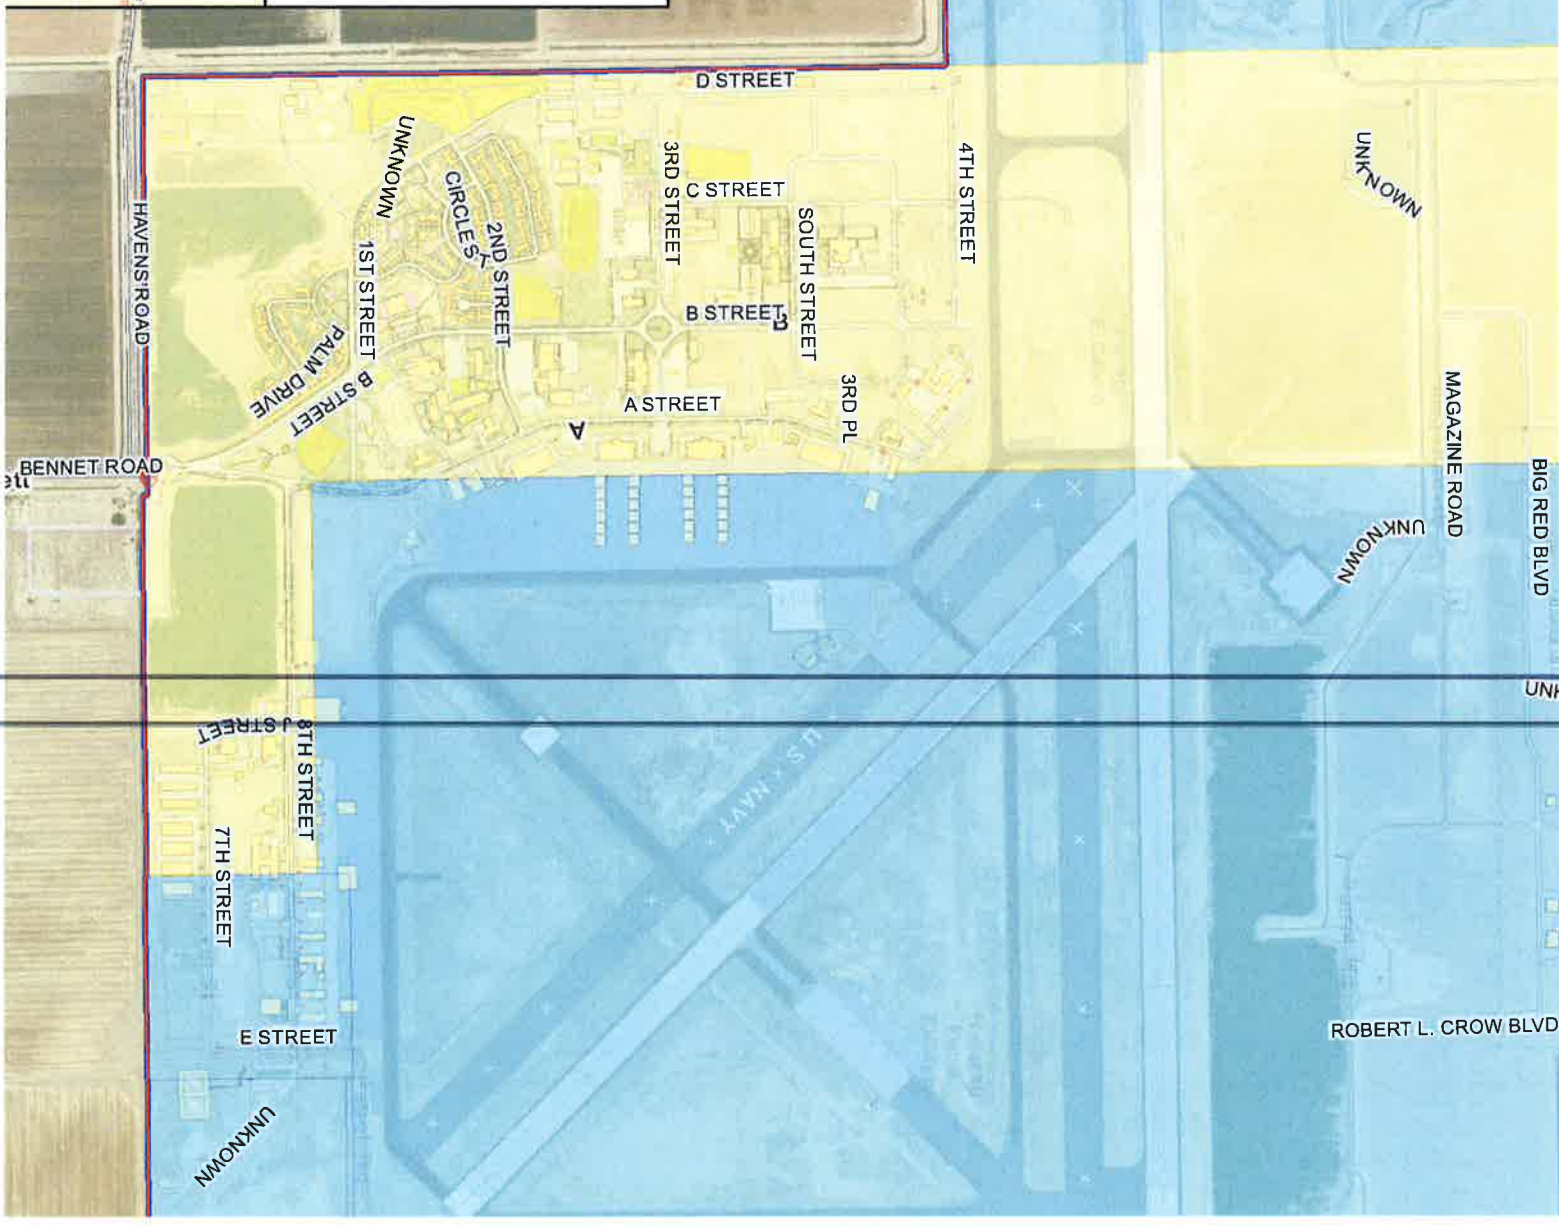 D STREET
UNKNOWN
UNKNOWN
3RD STREET
4TH STREET
CIRCLE ST
C STREET
HAVENS ROAD
SOUTH STREET
2ND STREET
1ST STREET
B STREET
G
PALM DRIVE
B STREET
3RD PL
MAGAZINE ROAD
A STREET
A
BENNET ROAD
ett
BIG RED BLVD
UNKNOWN
UNK
J STREET
8TH STREET
U S NAVY
7TH STREET
ROBERT L. CROW BLVD
E STREET
UNKNOWN